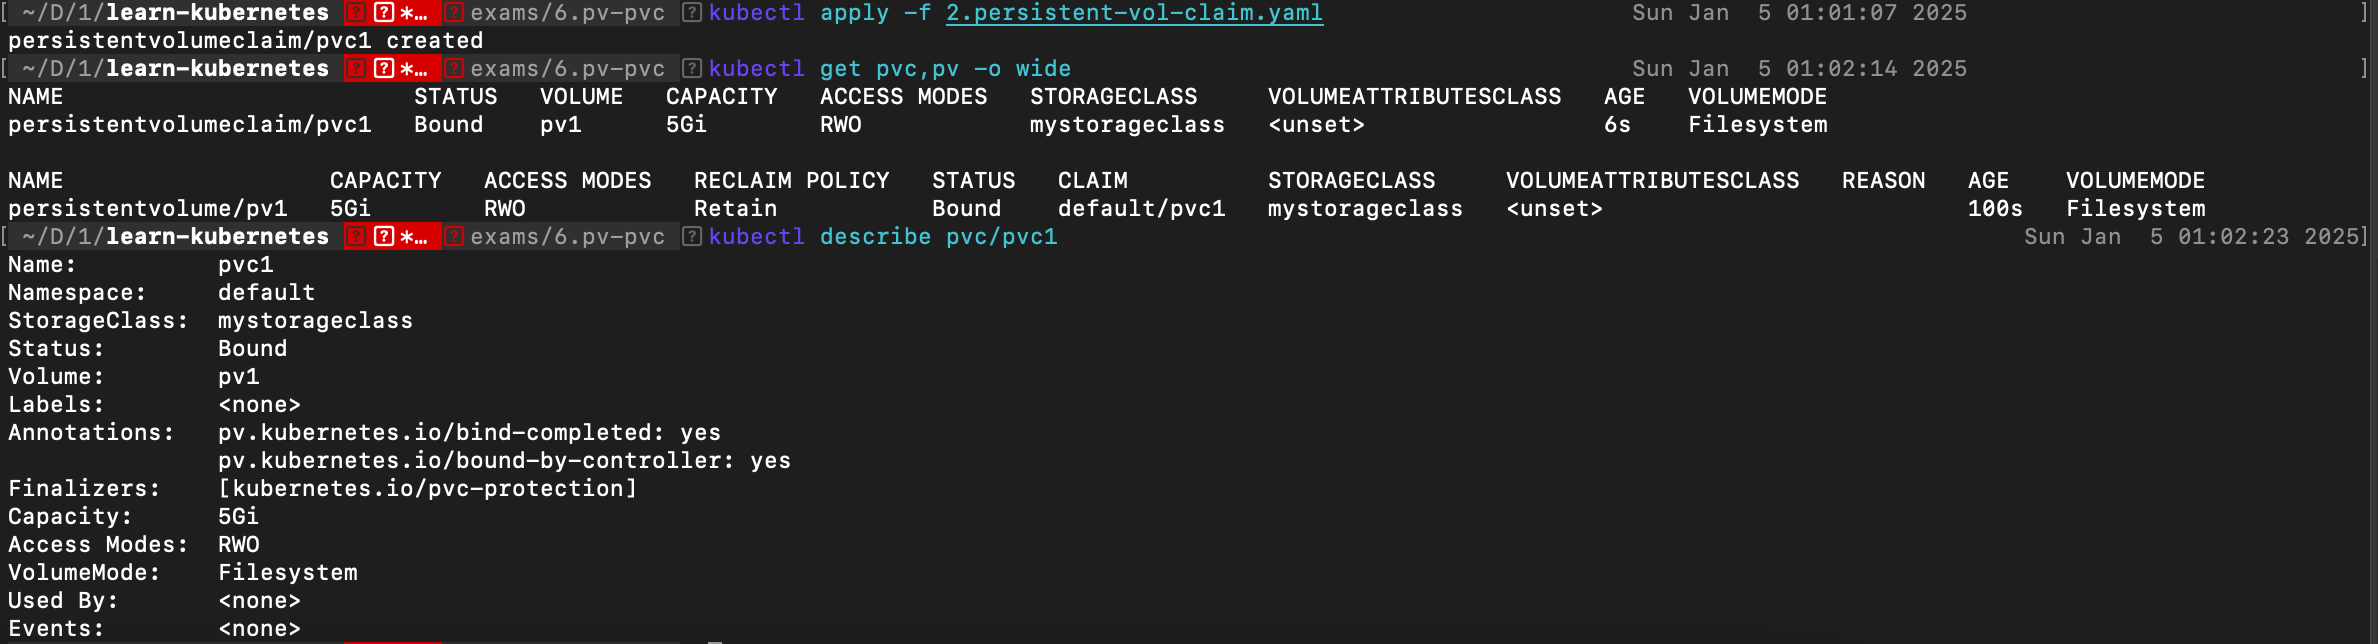 ~/D/1/learn-kubernetes ? ? *… ? exams/6.pv-pvc ? kubectl apply -f 2.persistent-vol-claim.yaml Sun Jan  5 01:01:07 2025 ]
persistentvolumeclaim/pvc1 created
[ ~/D/1/learn-kubernetes ? ? *… ? exams/6.pv-pvc ? kubectl get pvc,pv -o wide Sun Jan  5 01:02:14 2025 ]
NAME STATUS VOLUME CAPACITY ACCESS MODES STORAGECLASS VOLUMEATTRIBUTESCLASS AGE VOLUMEMODE
persistentvolumeclaim/pvc1 Bound pv1 5Gi RWO mystorageclass <unset> 6s Filesystem
NAME CAPACITY ACCESS MODES RECLAIM POLICY STATUS CLAIM STORAGECLASS VOLUMEATTRIBUTESCLASS REASON AGE VOLUMEMODE
persistentvolume/pv1 5Gi RWO Retain Bound default/pvc1 mystorageclass <unset> 100s Filesystem
[ ~/D/1/learn-kubernetes ? ? *… ? exams/6.pv-pvc ? kubectl describe pvc/pvc1 Sun Jan  5 01:02:23 2025]
Name: pvc1
Namespace: default
StorageClass: mystorageclass
Status: Bound
Volume: pv1
Labels: <none>
Annotations: pv.kubernetes.io/bind-completed: yes
pv.kubernetes.io/bound-by-controller: yes
Finalizers: [kubernetes.io/pvc-protection]
Capacity: 5Gi
Access Modes: RWO
VolumeMode: Filesystem
Used By: <none>
Events: <none>